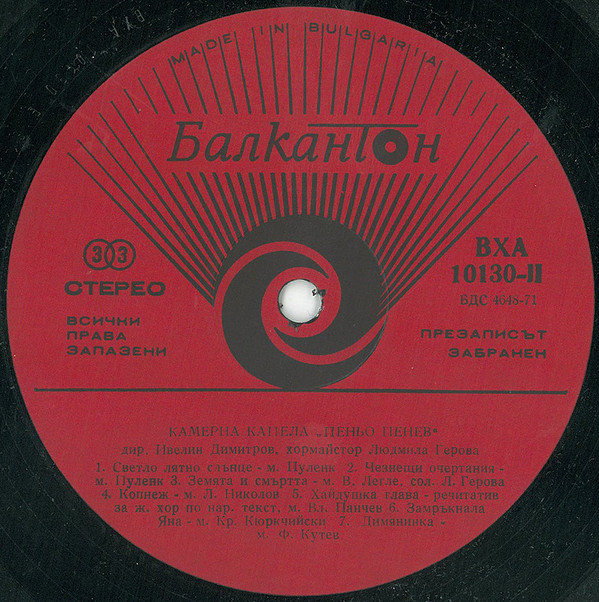 MADE IN BULGARIA
Балкантон
33
СТЕРЕО
ВСИЧКИ
ПРАВА
ЗАПАЗЕНИ
ВХА
10130-II
БДС 4648-71
ПРЕЗАПИСЪТ
ЗАБРАНЕН
КАМЕРНА КАПЕЛА „ПЕНЬО ПЕНЕВ“
дир. Ивелин Димитров, хормайстор Людмила Герова
1. Светло лятно слънце - м. Пуленк 2. Чезнещи очертания -
м. Пуленк 3. Земята и смъртта - м. В. Легле, сол. Л. Герова
4. Копнеж - м. Л. Николов 5. Хайдушка глава - речитатив
за ж. хор по нар. текст, м. Вл. Панчев 6. Замръкнала
Яна - м. Кр. Кюркчийски 7. Димянинка -
м. Ф. Кутев